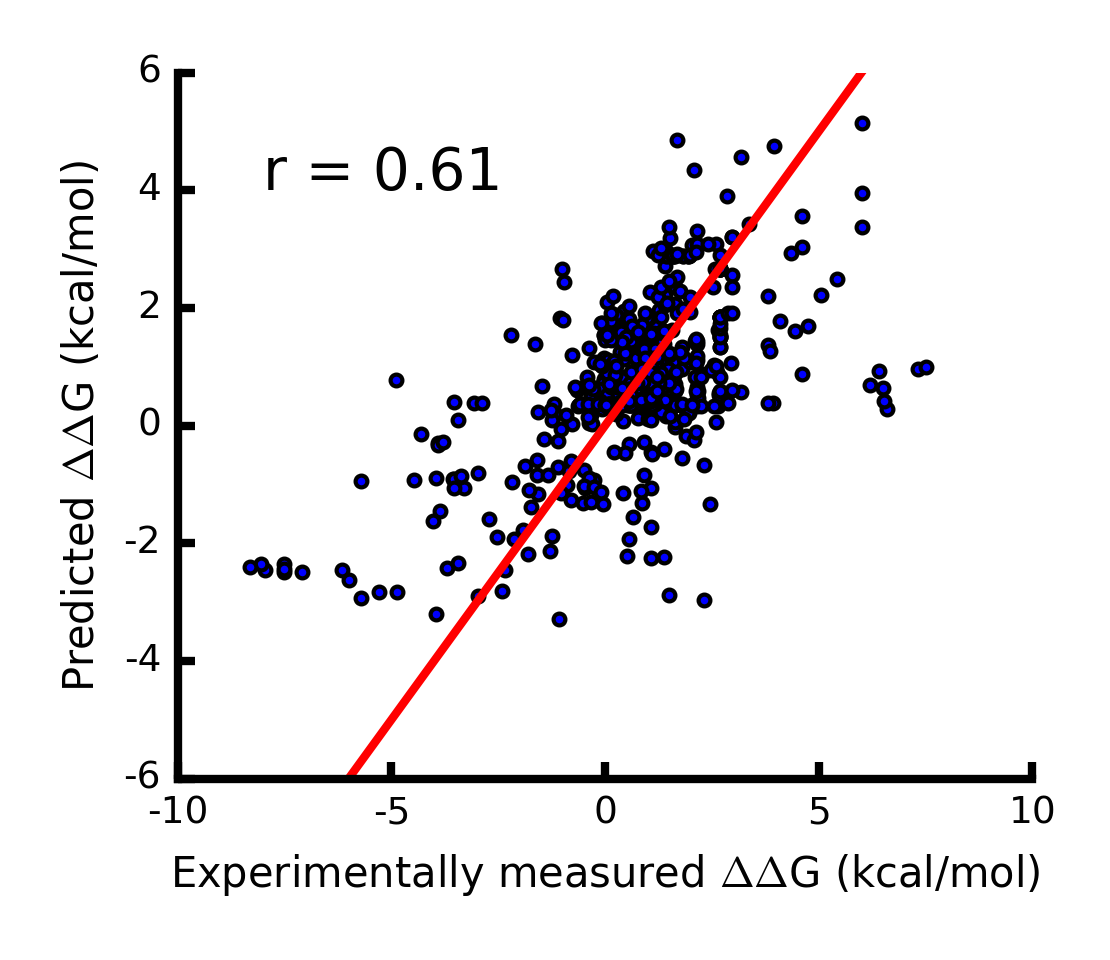 6
r = 0.61
4
2
0
-2
-4
-6
Predicted ΔΔG (kcal/mol)
-10 -5 0 5 10
Experimentally measured ΔΔG (kcal/mol)